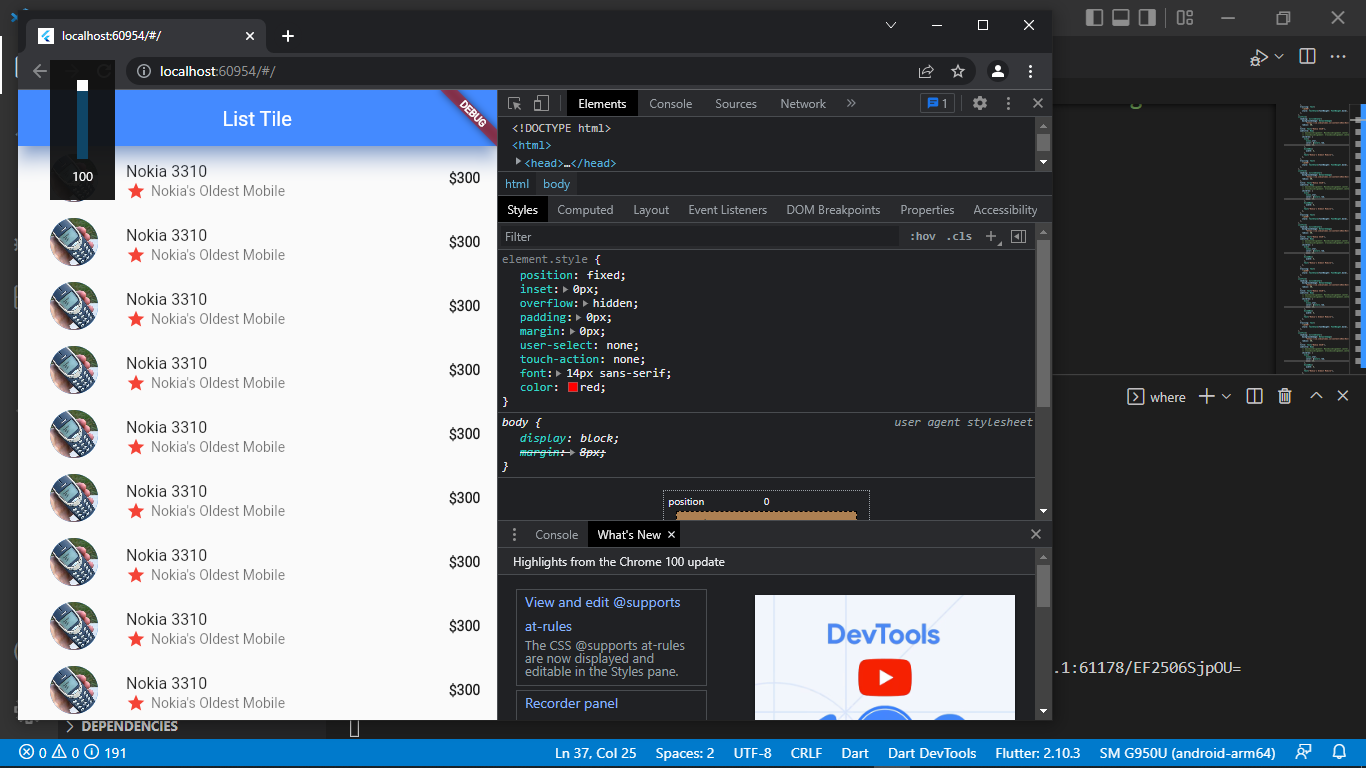 localhost:60954/#/
localhost:60954/#/
100
List Tile
DEBUG
Nokia 3310
Nokia's Oldest Mobile
$300
Nokia 3310
Nokia's Oldest Mobile
$300
Nokia 3310
Nokia's Oldest Mobile
$300
Nokia 3310
Nokia's Oldest Mobile
$300
Nokia 3310
Nokia's Oldest Mobile
$300
Nokia 3310
Nokia's Oldest Mobile
$300
Nokia 3310
Nokia's Oldest Mobile
$300
Nokia 3310
Nokia's Oldest Mobile
$300
Nokia 3310
Nokia's Oldest Mobile
$300
Elements Console Sources Network » 1
<!DOCTYPE html>
<html>
<head>…</head>
html body
Styles Computed Layout Event Listeners DOM Breakpoints Properties Accessibility
Filter :hov .cls
element.style {
position: fixed;
inset: 0px;
overflow: hidden;
padding: 0px;
margin: 0px;
user-select: none;
touch-action: none;
font: 14px sans-serif;
color: red;
}
body { user agent stylesheet
display: block;
margin: 8px;
}
position 0
Console What's New
Highlights from the Chrome 100 update
View and edit @supports
at-rules
The CSS @supports at-rules
are now displayed and
editable in the Styles pane.
Recorder panel
DevTools
where
.1:61178/EF2506SjpOU=
DEPENDENCIES
0 0 191 Ln 37, Col 25 Spaces: 2 UTF-8 CRLF Dart Dart DevTools Flutter: 2.10.3 SM G950U (android-arm64)